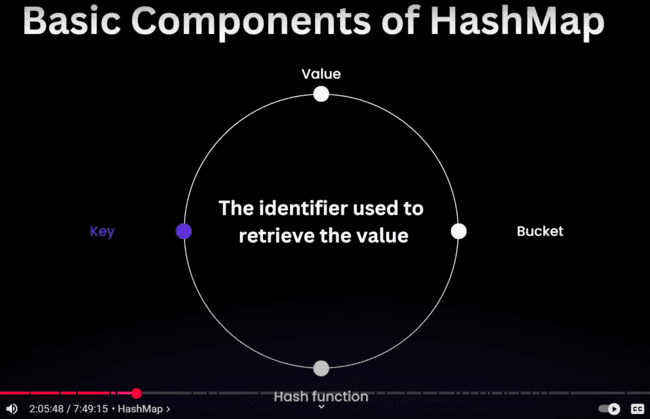 Basic Components of HashMap
Value
The identifier used to
retrieve the value
Key
Bucket
Hash function
2:05:48 / 7:49:15 • HashMap >
CC